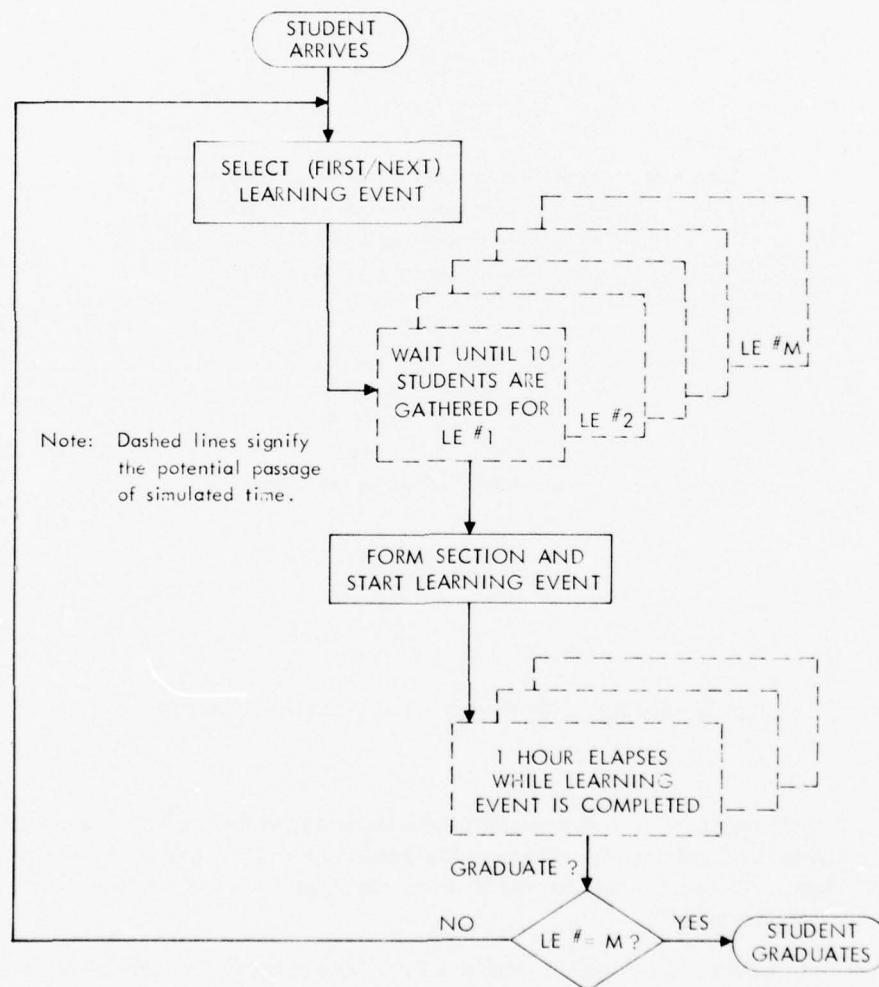 STUDENT
ARRIVES
SELECT (FIRST/NEXT)
LEARNING EVENT
WAIT UNTIL 10
STUDENTS ARE
GATHERED FOR
LE #1
LE #2
LE #M
Note: Dashed lines signify
the potential passage
of simulated time.
FORM SECTION AND
START LEARNING EVENT
1 HOUR ELAPSES
WHILE LEARNING
EVENT IS COMPLETED
GRADUATE ?
NO
LE #= M ?
YES
STUDENT
GRADUATES